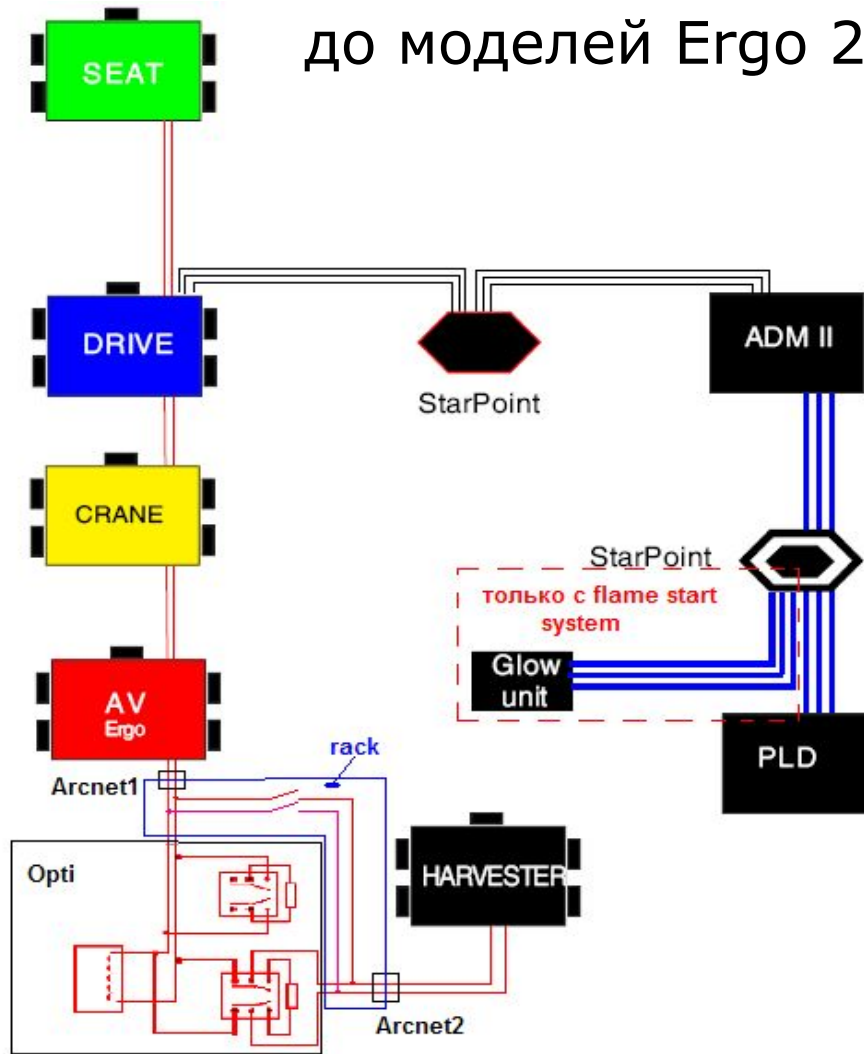 до моделей Ergo 2
SEAT
DRIVE
ADM II
StarPoint
CRANE
StarPoint
только с flame start
system
Glow
unit
AV
Ergo
PLD
rack
Arcnet1
Opti
HARVESTER
Arcnet2